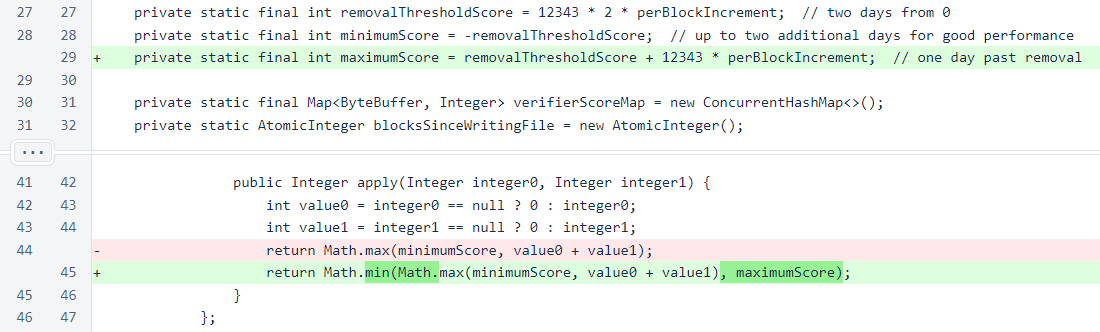 27 27 private static final int removalThresholdScore = 12343 * 2 * perBlockIncrement;  // two days from 0
28 28 private static final int minimumScore = -removalThresholdScore;  // up to two additional days for good performance
29 + private static final int maximumScore = removalThresholdScore + 12343 * perBlockIncrement;  // one day past removal
29 30
30 31 private static final Map<ByteBuffer, Integer> verifierScoreMap = new ConcurrentHashMap<>();
31 32 private static AtomicInteger blocksSinceWritingFile = new AtomicInteger();
...
41 42 public Integer apply(Integer integer0, Integer integer1) {
42 43 int value0 = integer0 == null ? 0 : integer0;
43 44 int value1 = integer1 == null ? 0 : integer1;
44 - return Math.max(minimumScore, value0 + value1);
45 + return Math.min(Math.max(minimumScore, value0 + value1), maximumScore);
45 46 }
46 47 };